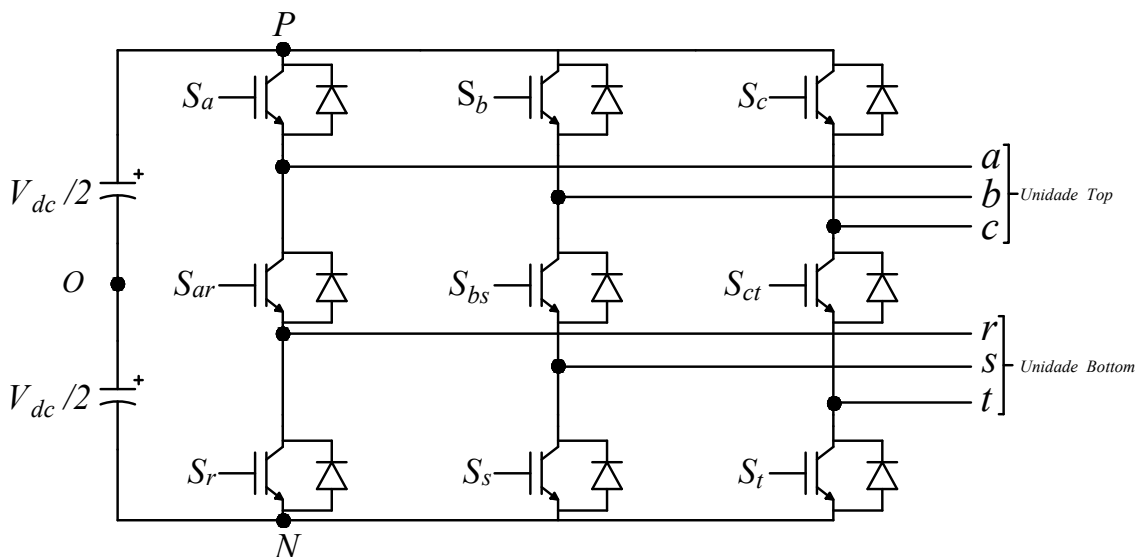 P
S_a
S_b
S_c
a
b
c
Unidade Top
V_dc /2
+
O
S_ar
S_bs
S_ct
r
s
t
Unidade Bottom
V_dc /2
+
S_r
S_s
S_t
N